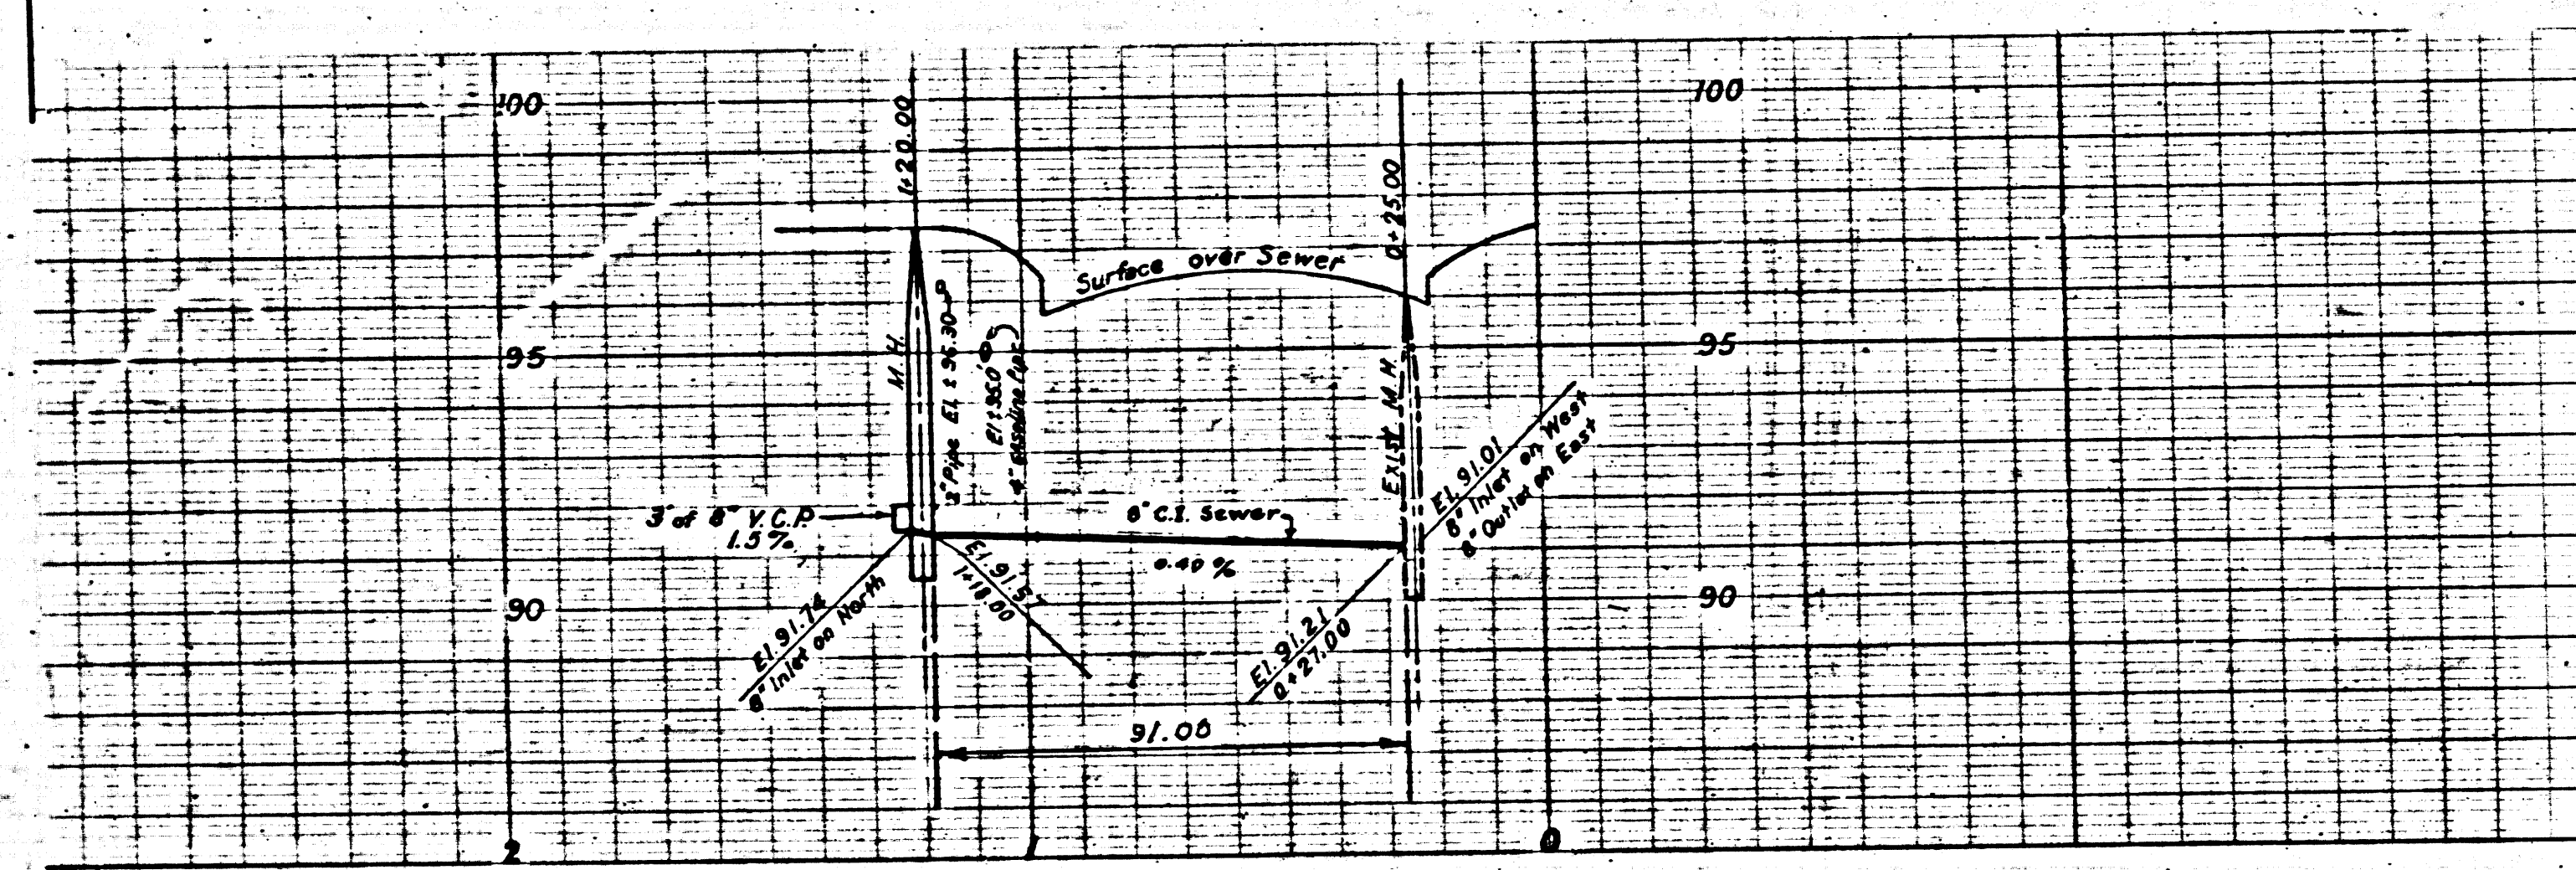 100
100
1+20.00
0+25.00
Surface over Sewer
95
95
M.H.
2" Pipe El. ± 96.30
El ± 95.0
4" Gasoline Pipe
Exist M.H.
El. 91.01
8" Inlet on West
8" Outlet on East
3' of 8" V.C.P.
1.5%
8" C.I. Sewer
0.40 %
El. 91.57
1+18.00
90
90
El. 91.74
8" Inlet on North
El. 91.21
0+27.00
91.00
2
1
0